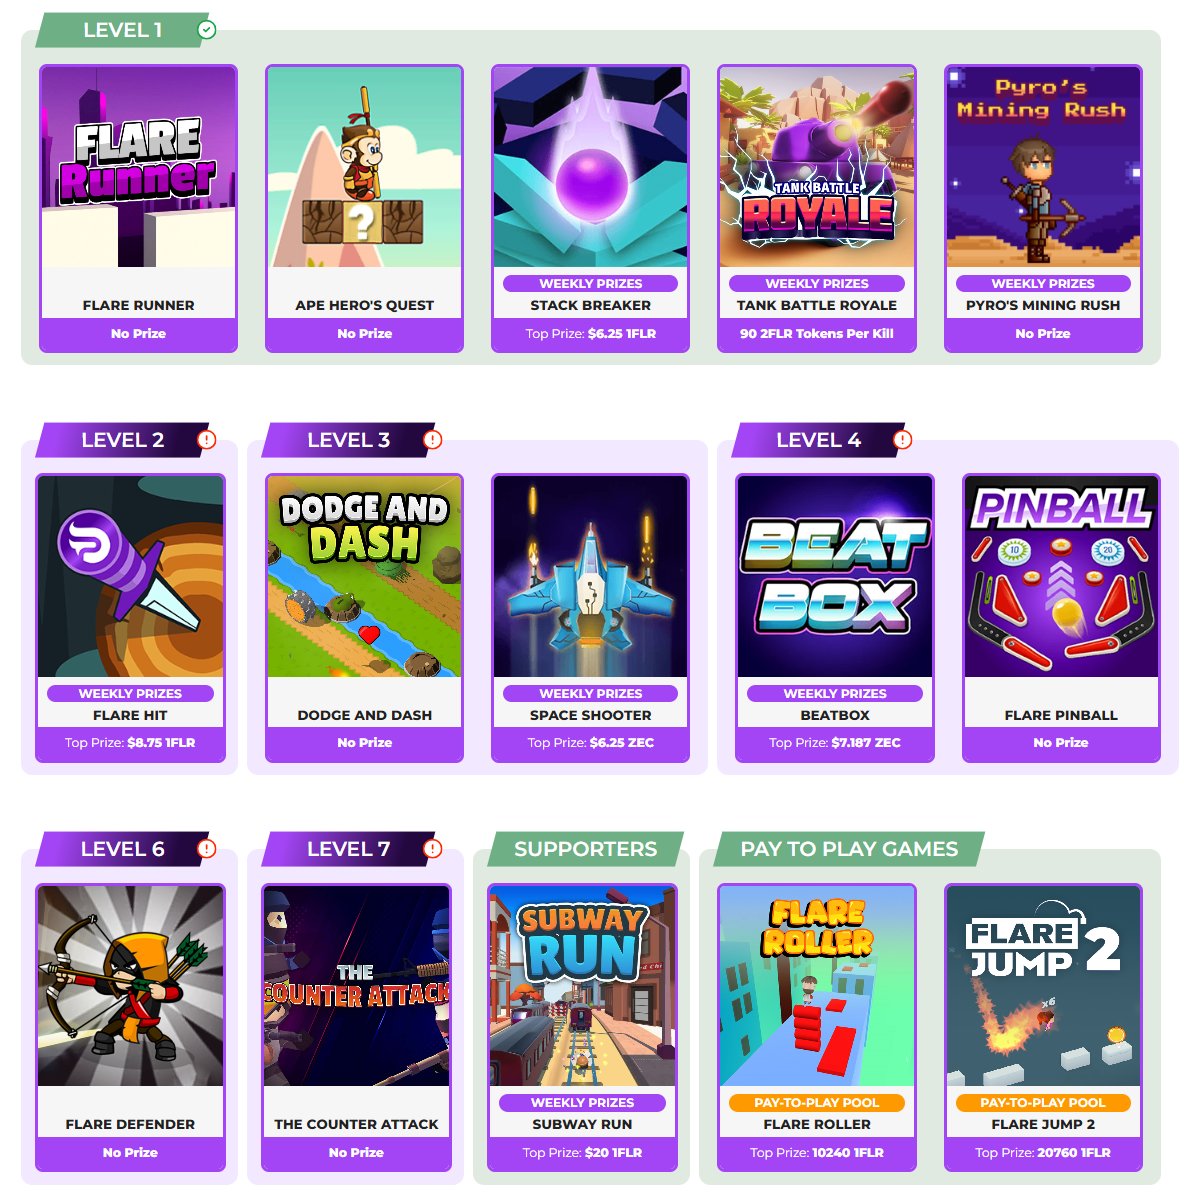 LEVEL 1
FLARE
Runner
FLARE RUNNER
No Prize
?
APE HERO'S QUEST
No Prize
WEEKLY PRIZES
STACK BREAKER
Top Prize: $6.25 1FLR
TANK BATTLE
ROYALE
WEEKLY PRIZES
TANK BATTLE ROYALE
90 2FLR Tokens Per Kill
Pyro's
Mining Rush
WEEKLY PRIZES
PYRO'S MINING RUSH
No Prize
LEVEL 2
WEEKLY PRIZES
FLARE HIT
Top Prize: $8.75 1FLR
LEVEL 3
DODGE AND
DASH
DODGE AND DASH
No Prize
WEEKLY PRIZES
SPACE SHOOTER
Top Prize: $6.25 ZEC
LEVEL 4
BEAT
BOX
WEEKLY PRIZES
BEATBOX
Top Prize: $7.187 ZEC
PINBALL
10
20
FLARE PINBALL
No Prize
LEVEL 6
FLARE DEFENDER
No Prize
LEVEL 7
THE
COUNTER ATTACK
THE COUNTER ATTACK
No Prize
SUPPORTERS
SUBWAY
RUN
WEEKLY PRIZES
SUBWAY RUN
Top Prize: $20 1FLR
PAY TO PLAY GAMES
FLARE
ROLLER
PAY-TO-PLAY POOL
FLARE ROLLER
Top Prize: 10240 1FLR
FLARE
JUMP 2
x6
PAY-TO-PLAY POOL
FLARE JUMP 2
Top Prize: 20760 1FLR